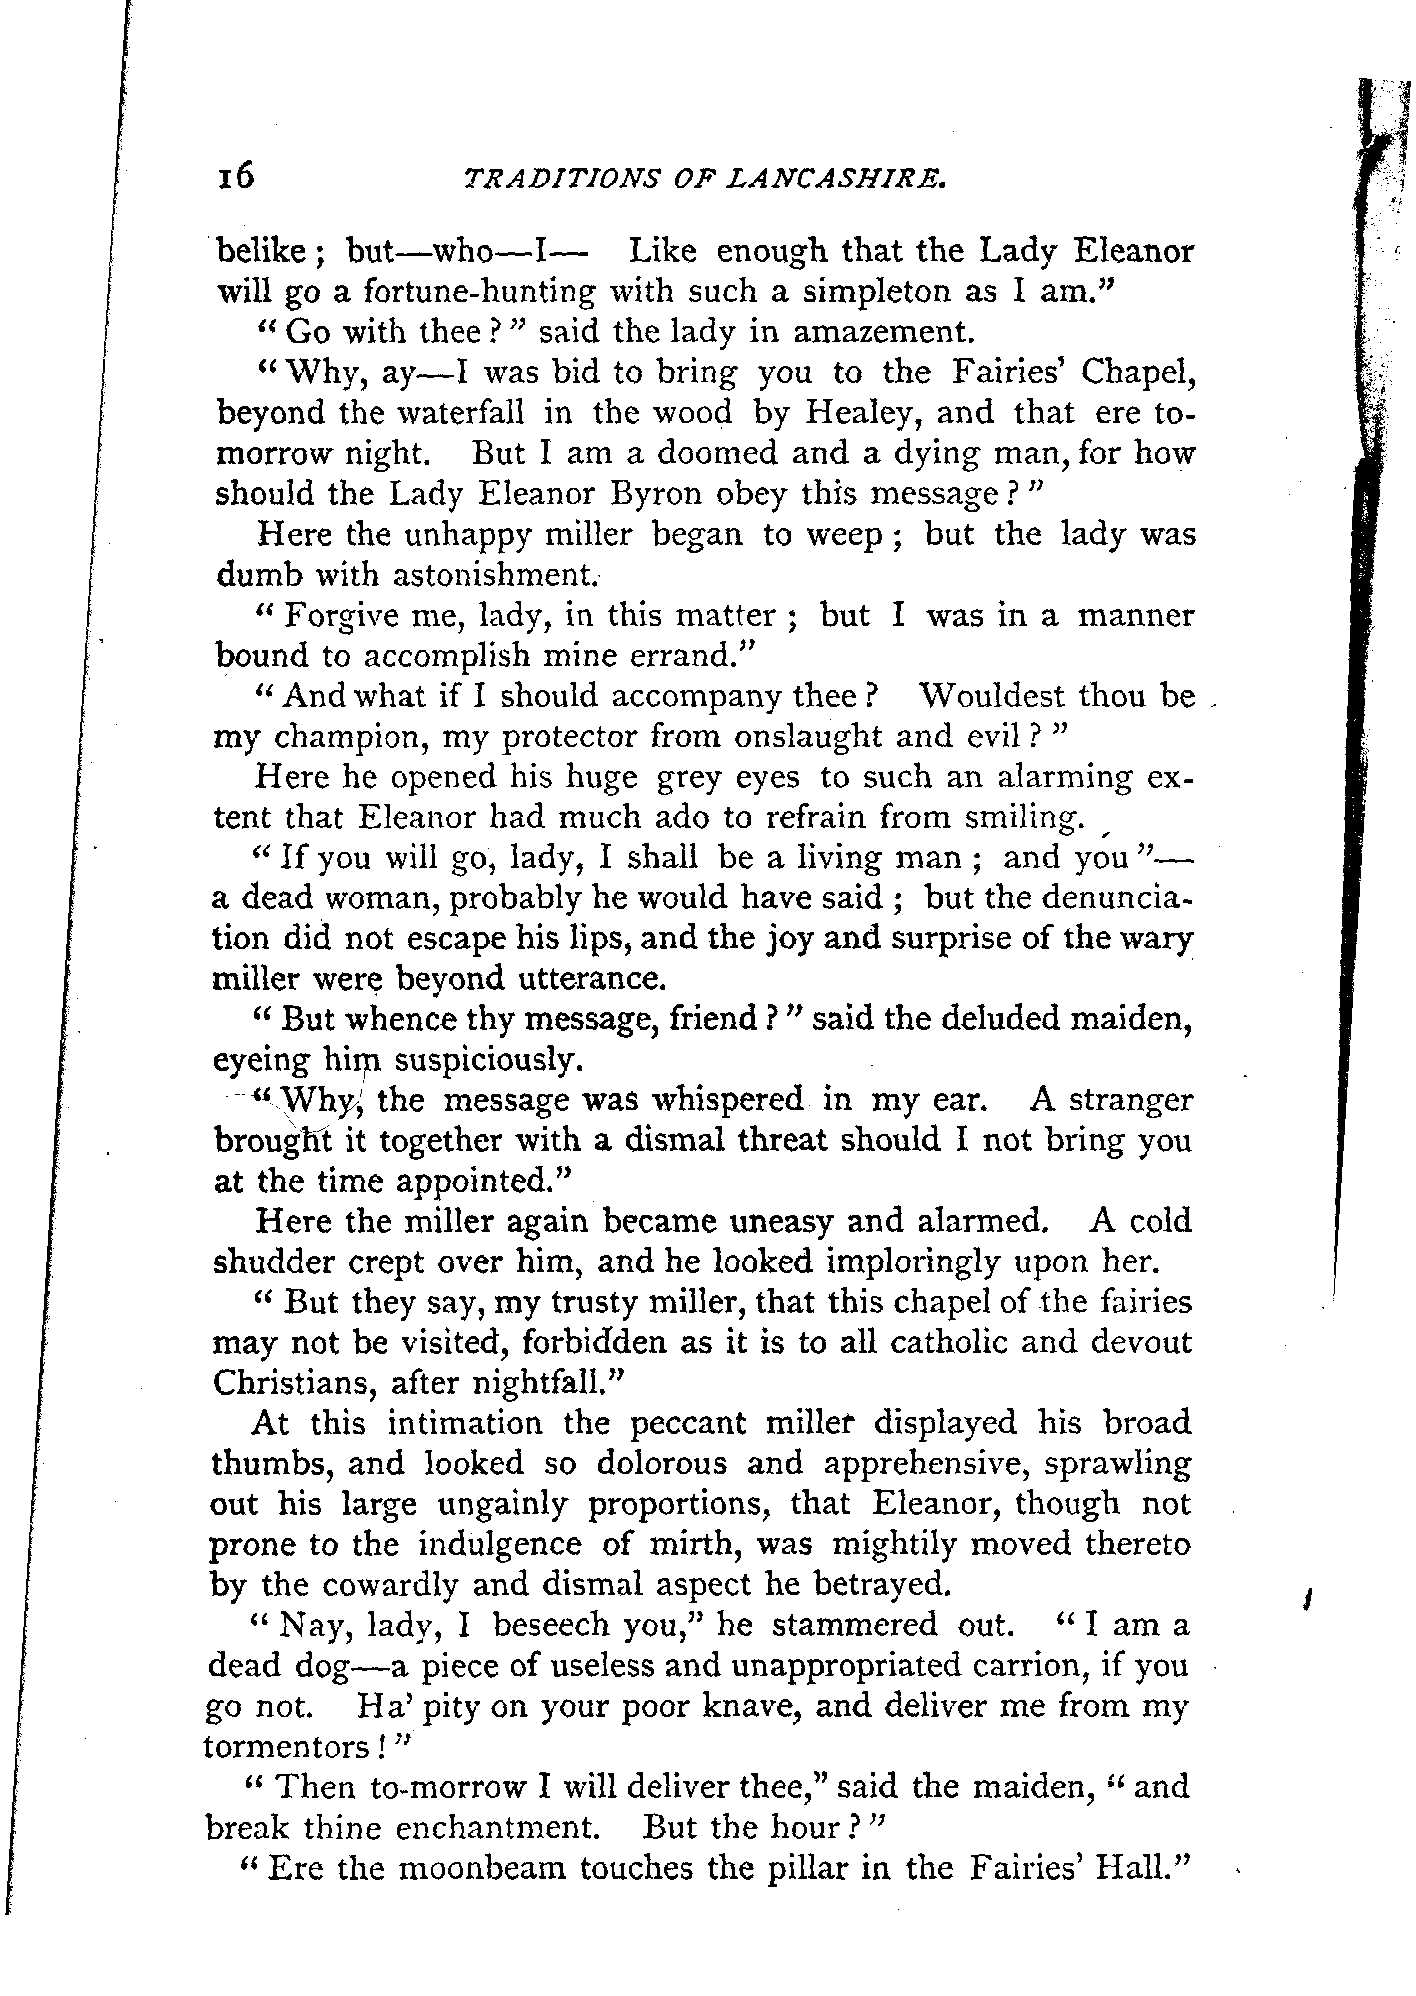 16 TRADITIONS OF LANCASHIRE.
belike ; but—who—I— Like enough that the Lady Eleanor
will go a fortune-hunting with such a simpleton as I am.”
“ Go with thee ? ” said the lady in amazement.
“ Why, ay—I was bid to bring you to the Fairies’ Chapel,
beyond the waterfall in the wood by Healey, and that ere to-
morrow night. But I am a doomed and a dying man, for how
should the Lady Eleanor Byron obey this message ? ”
Here the unhappy miller began to weep ; but the lady was
dumb with astonishment.
“ Forgive me, lady, in this matter ; but I was in a manner
bound to accomplish mine errand.”
“ And what if I should accompany thee ? Wouldest thou be
my champion, my protector from onslaught and evil ? ”
Here he opened his huge grey eyes to such an alarming ex-
tent that Eleanor had much ado to refrain from smiling.
“ If you will go, lady, I shall be a living man ; and you ”—
a dead woman, probably he would have said ; but the denuncia-
tion did not escape his lips, and the joy and surprise of the wary
miller were beyond utterance.
“ But whence thy message, friend ? ” said the deluded maiden,
eyeing him suspiciously.
“ Why, the message was whispered in my ear. A stranger
brought it together with a dismal threat should I not bring you
at the time appointed.”
Here the miller again became uneasy and alarmed. A cold
shudder crept over him, and he looked imploringly upon her.
“ But they say, my trusty miller, that this chapel of the fairies
may not be visited, forbidden as it is to all catholic and devout
Christians, after nightfall.”
At this intimation the peccant miller displayed his broad
thumbs, and looked so dolorous and apprehensive, sprawling
out his large ungainly proportions, that Eleanor, though not
prone to the indulgence of mirth, was mightily moved thereto
by the cowardly and dismal aspect he betrayed.
“ Nay, lady, I beseech you,” he stammered out. “ I am a
dead dog—a piece of useless and unappropriated carrion, if you
go not. Ha’ pity on your poor knave, and deliver me from my
tormentors ! ”
“ Then to-morrow I will deliver thee,” said the maiden, “ and
break thine enchantment. But the hour ? ”
“ Ere the moonbeam touches the pillar in the Fairies’ Hall.”